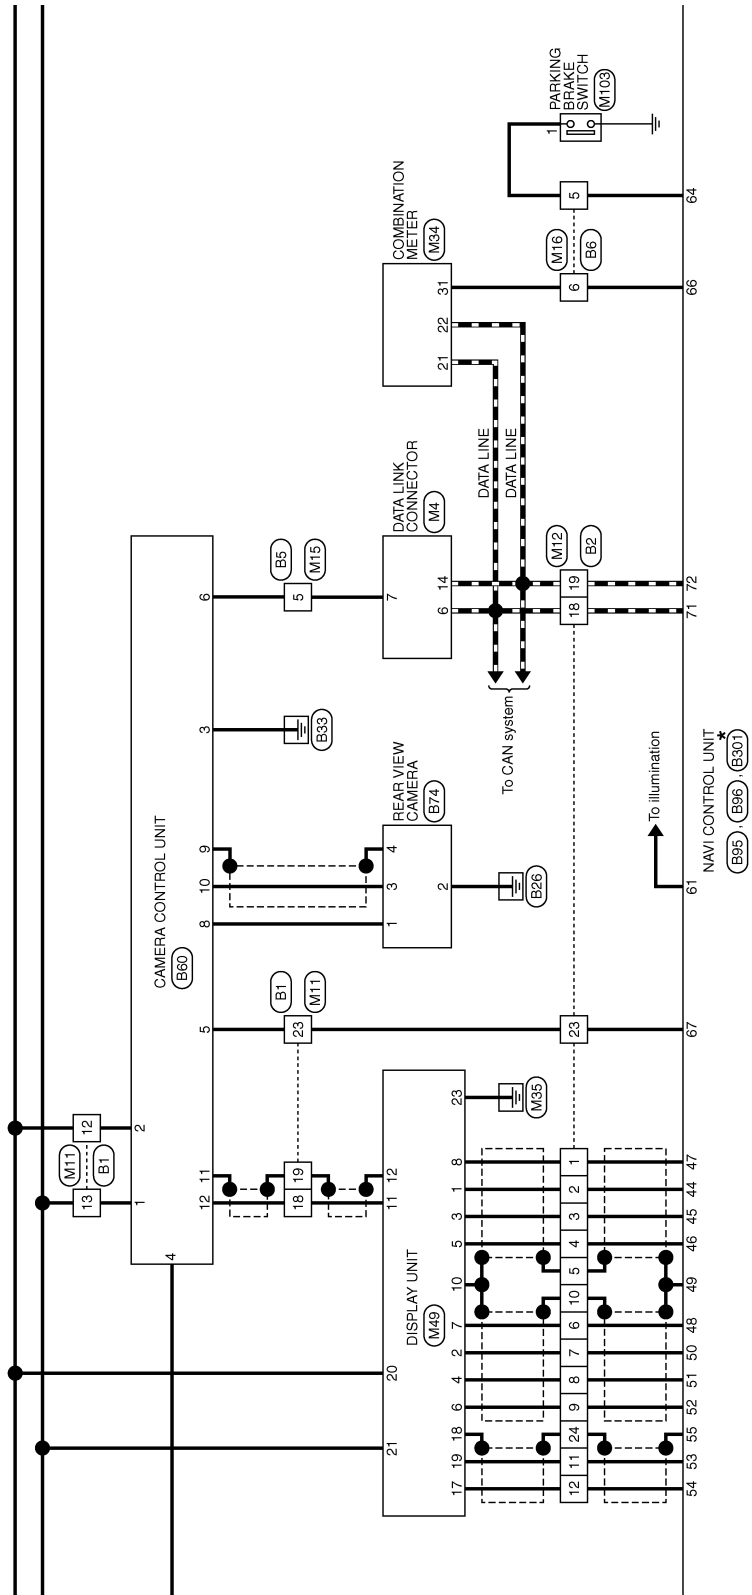 PARKING
BRAKE
SWITCH
M103
1
5
64
COMBINATION
METER
M34
31
22
21
M16
B6
6
66
DATA LINE
DATA LINE
DATA LINK
CONNECTOR
M4
7
14
6
M12
B2
19
18
72
71
B5
M15
5
To CAN system
CAMERA CONTROL UNIT
B60
6
3
9
10
8
5
2
1
4
11
12
B33
REAR VIEW
CAMERA
B74
4
3
1
2
B26
To illumination
61
NAVI CONTROL UNIT
B95 , B96 , B301 *
B1
M11
23
23
67
M11
B1
12
13
19
18
DISPLAY UNIT
M49
12
11
20
21
23
M35
8
1
3
5
10
7
2
4
6
18
19
17
1
2
3
4
5
10
6
7
8
9
24
11
12
47
44
45
46
49
48
50
51
52
55
53
54